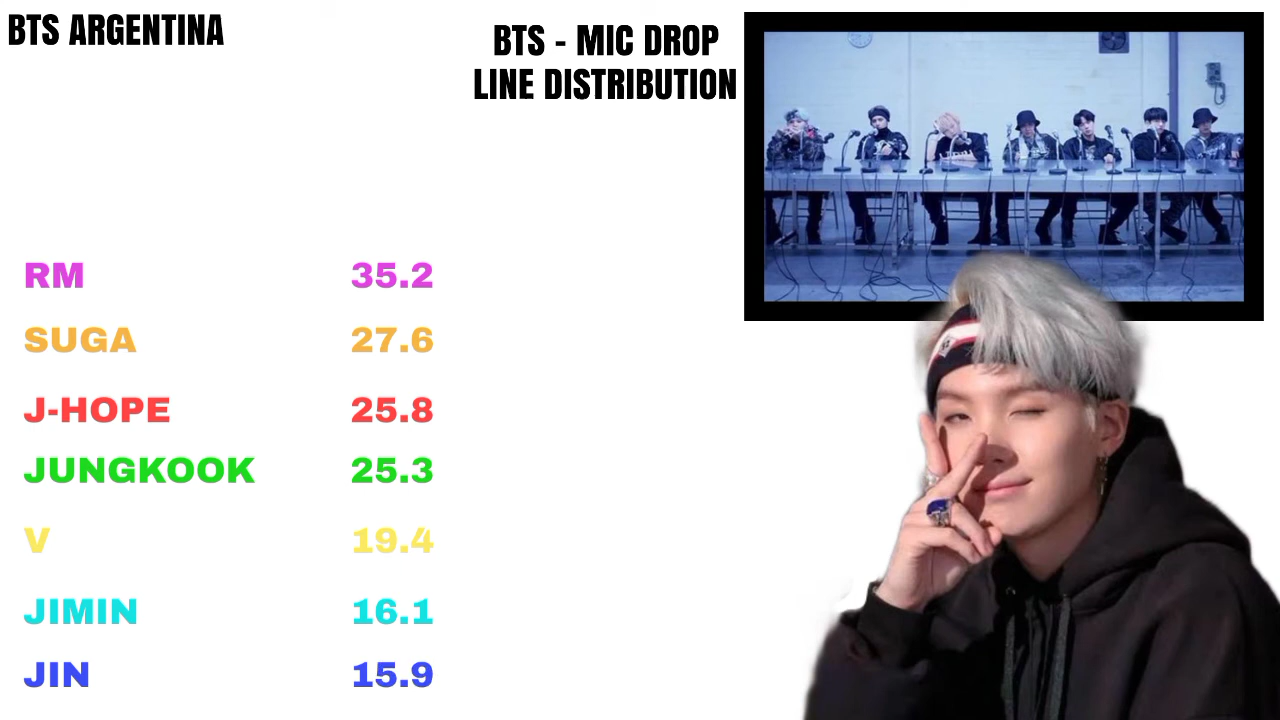 BTS ARGENTINA
BTS - MIC DROP
LINE DISTRIBUTION
RM 35.2
SUGA 27.6
J-HOPE 25.8
JUNGKOOK 25.3
V 19.4
JIMIN 16.1
JIN 15.9